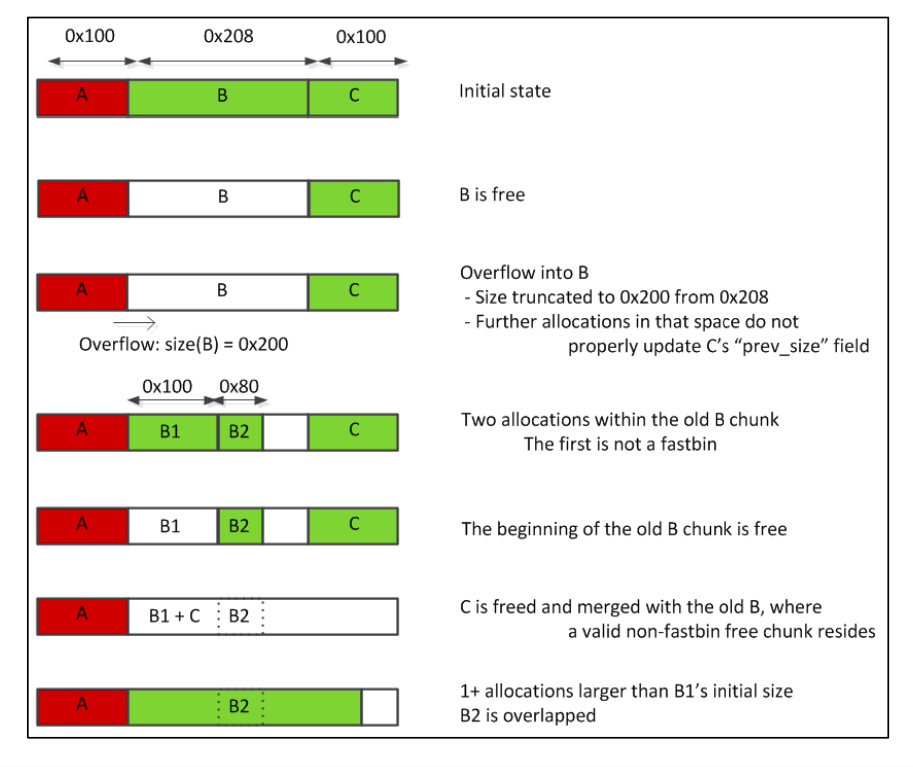 0x100 0x208 0x100
A B C Initial state
A B C B is free
Overflow into B
A B C - Size truncated to 0x200 from 0x208
- Further allocations in that space do not
Overflow: size(B) = 0x200 properly update C's “prev_size” field
0x100 0x80
A B1 B2 C Two allocations within the old B chunk
The first is not a fastbin
A B1 B2 C The beginning of the old B chunk is free
A B1 + C B2 C is freed and merged with the old B, where
a valid non-fastbin free chunk resides
A B2 1+ allocations larger than B1's initial size
B2 is overlapped